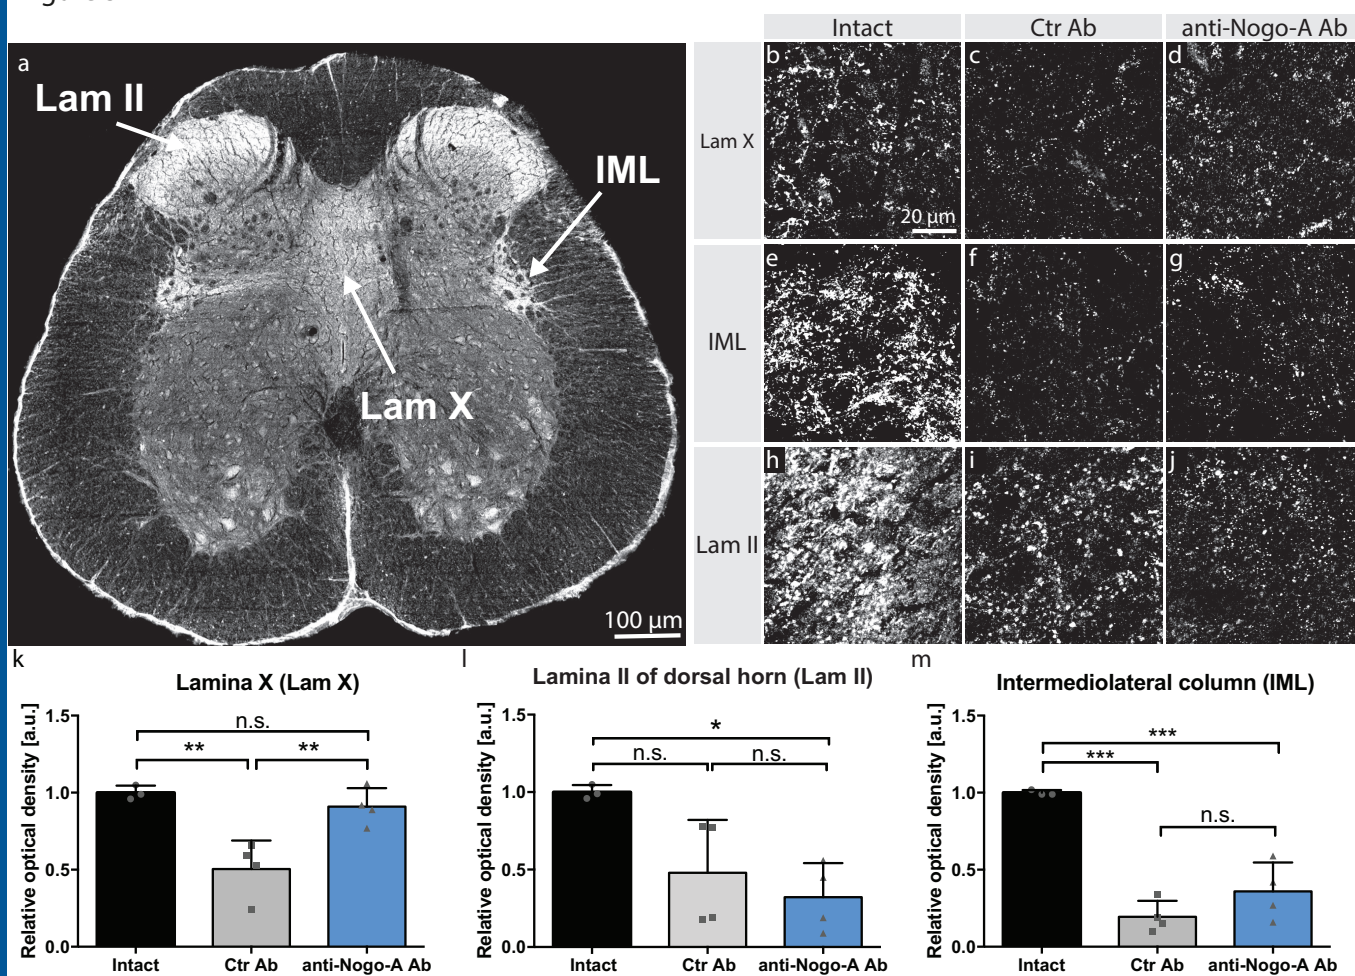 Intact Ctr Ab anti-Nogo-A Ab
a
Lam II
IML
Lam X
100 µm
b c d
Lam X
20 µm
e f g
IML
h i j
Lam II
k
Lamina X (Lam X)
Relative optical density [a.u.]
1.5
1.0
0.5
0.0
n.s.
** **
Intact Ctr Ab anti-Nogo-A Ab
l
Lamina II of dorsal horn (Lam II)
Relative optical density [a.u.]
1.5
1.0
0.5
0.0
*
n.s. n.s.
Intact Ctr Ab anti-Nogo-A Ab
m
Intermediolateral column (IML)
Relative optical density [a.u.]
1.5
1.0
0.5
0.0
***
***
n.s.
Intact Ctr Ab anti-Nogo-A Ab